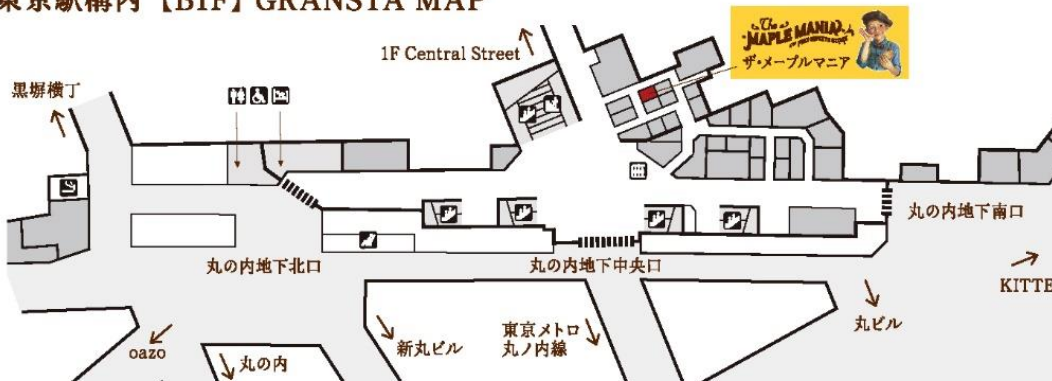 東京駅構内【B1F】GRANSTA MAP
The
MAPLE MANIA
ザ・メープルマニア
1F Central Street
黒塀横丁
丸の内地下南口
丸の内地下北口
丸の内地下中央口
KITTE
oazo
丸の内
新丸ビル
東京メトロ
丸ノ内線
丸ビル